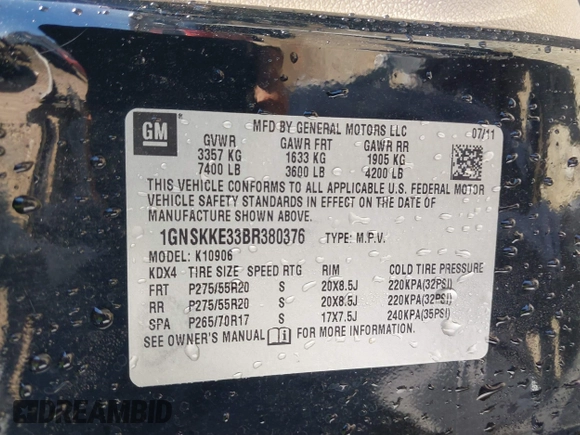 GM
MFD BY GENERAL MOTORS LLC 07/11
GVWR GAWR FRT GAWR RR
3357 KG 1633 KG 1905 KG
7400 LB 3600 LB 4200 LB
THIS VEHICLE CONFORMS TO ALL APPLICABLE U.S. FEDERAL MOTOR
VEHICLE SAFETY STANDARDS IN EFFECT ON THE DATE OF
MANUFACTURE SHOWN ABOVE.
1GNSKKE33BR380376 TYPE: M.P.V.
MODEL: K10906
KDX4 TIRE SIZE SPEED RTG RIM COLD TIRE PRESSURE
FRT P275/55R20 S 20X8.5J 220KPA(32PSI)
RR P275/55R20 S 20X8.5J 220KPA(32PSI)
SPA P265/70R17 S 17X7.5J 240KPA(35PSI)
SEE OWNER'S MANUAL FOR MORE INFORMATION.
DREAMBID